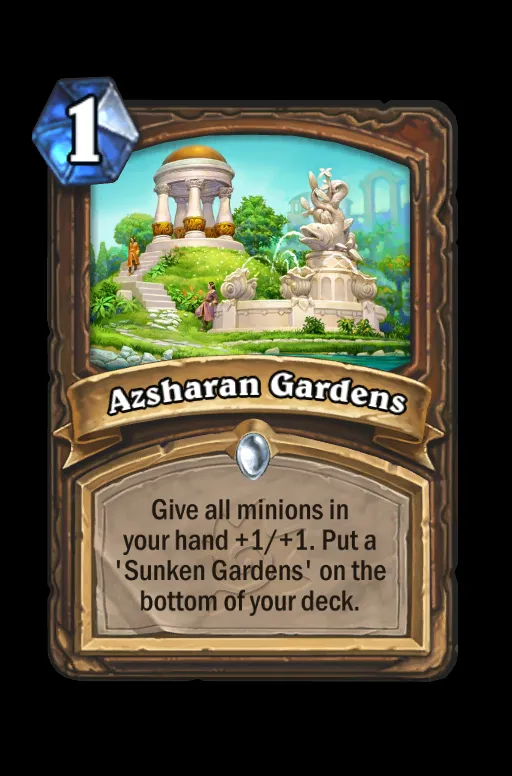 1
Azsharan Gardens
Give all minions in
your hand +1/+1. Put a
'Sunken Gardens' on the
bottom of your deck.